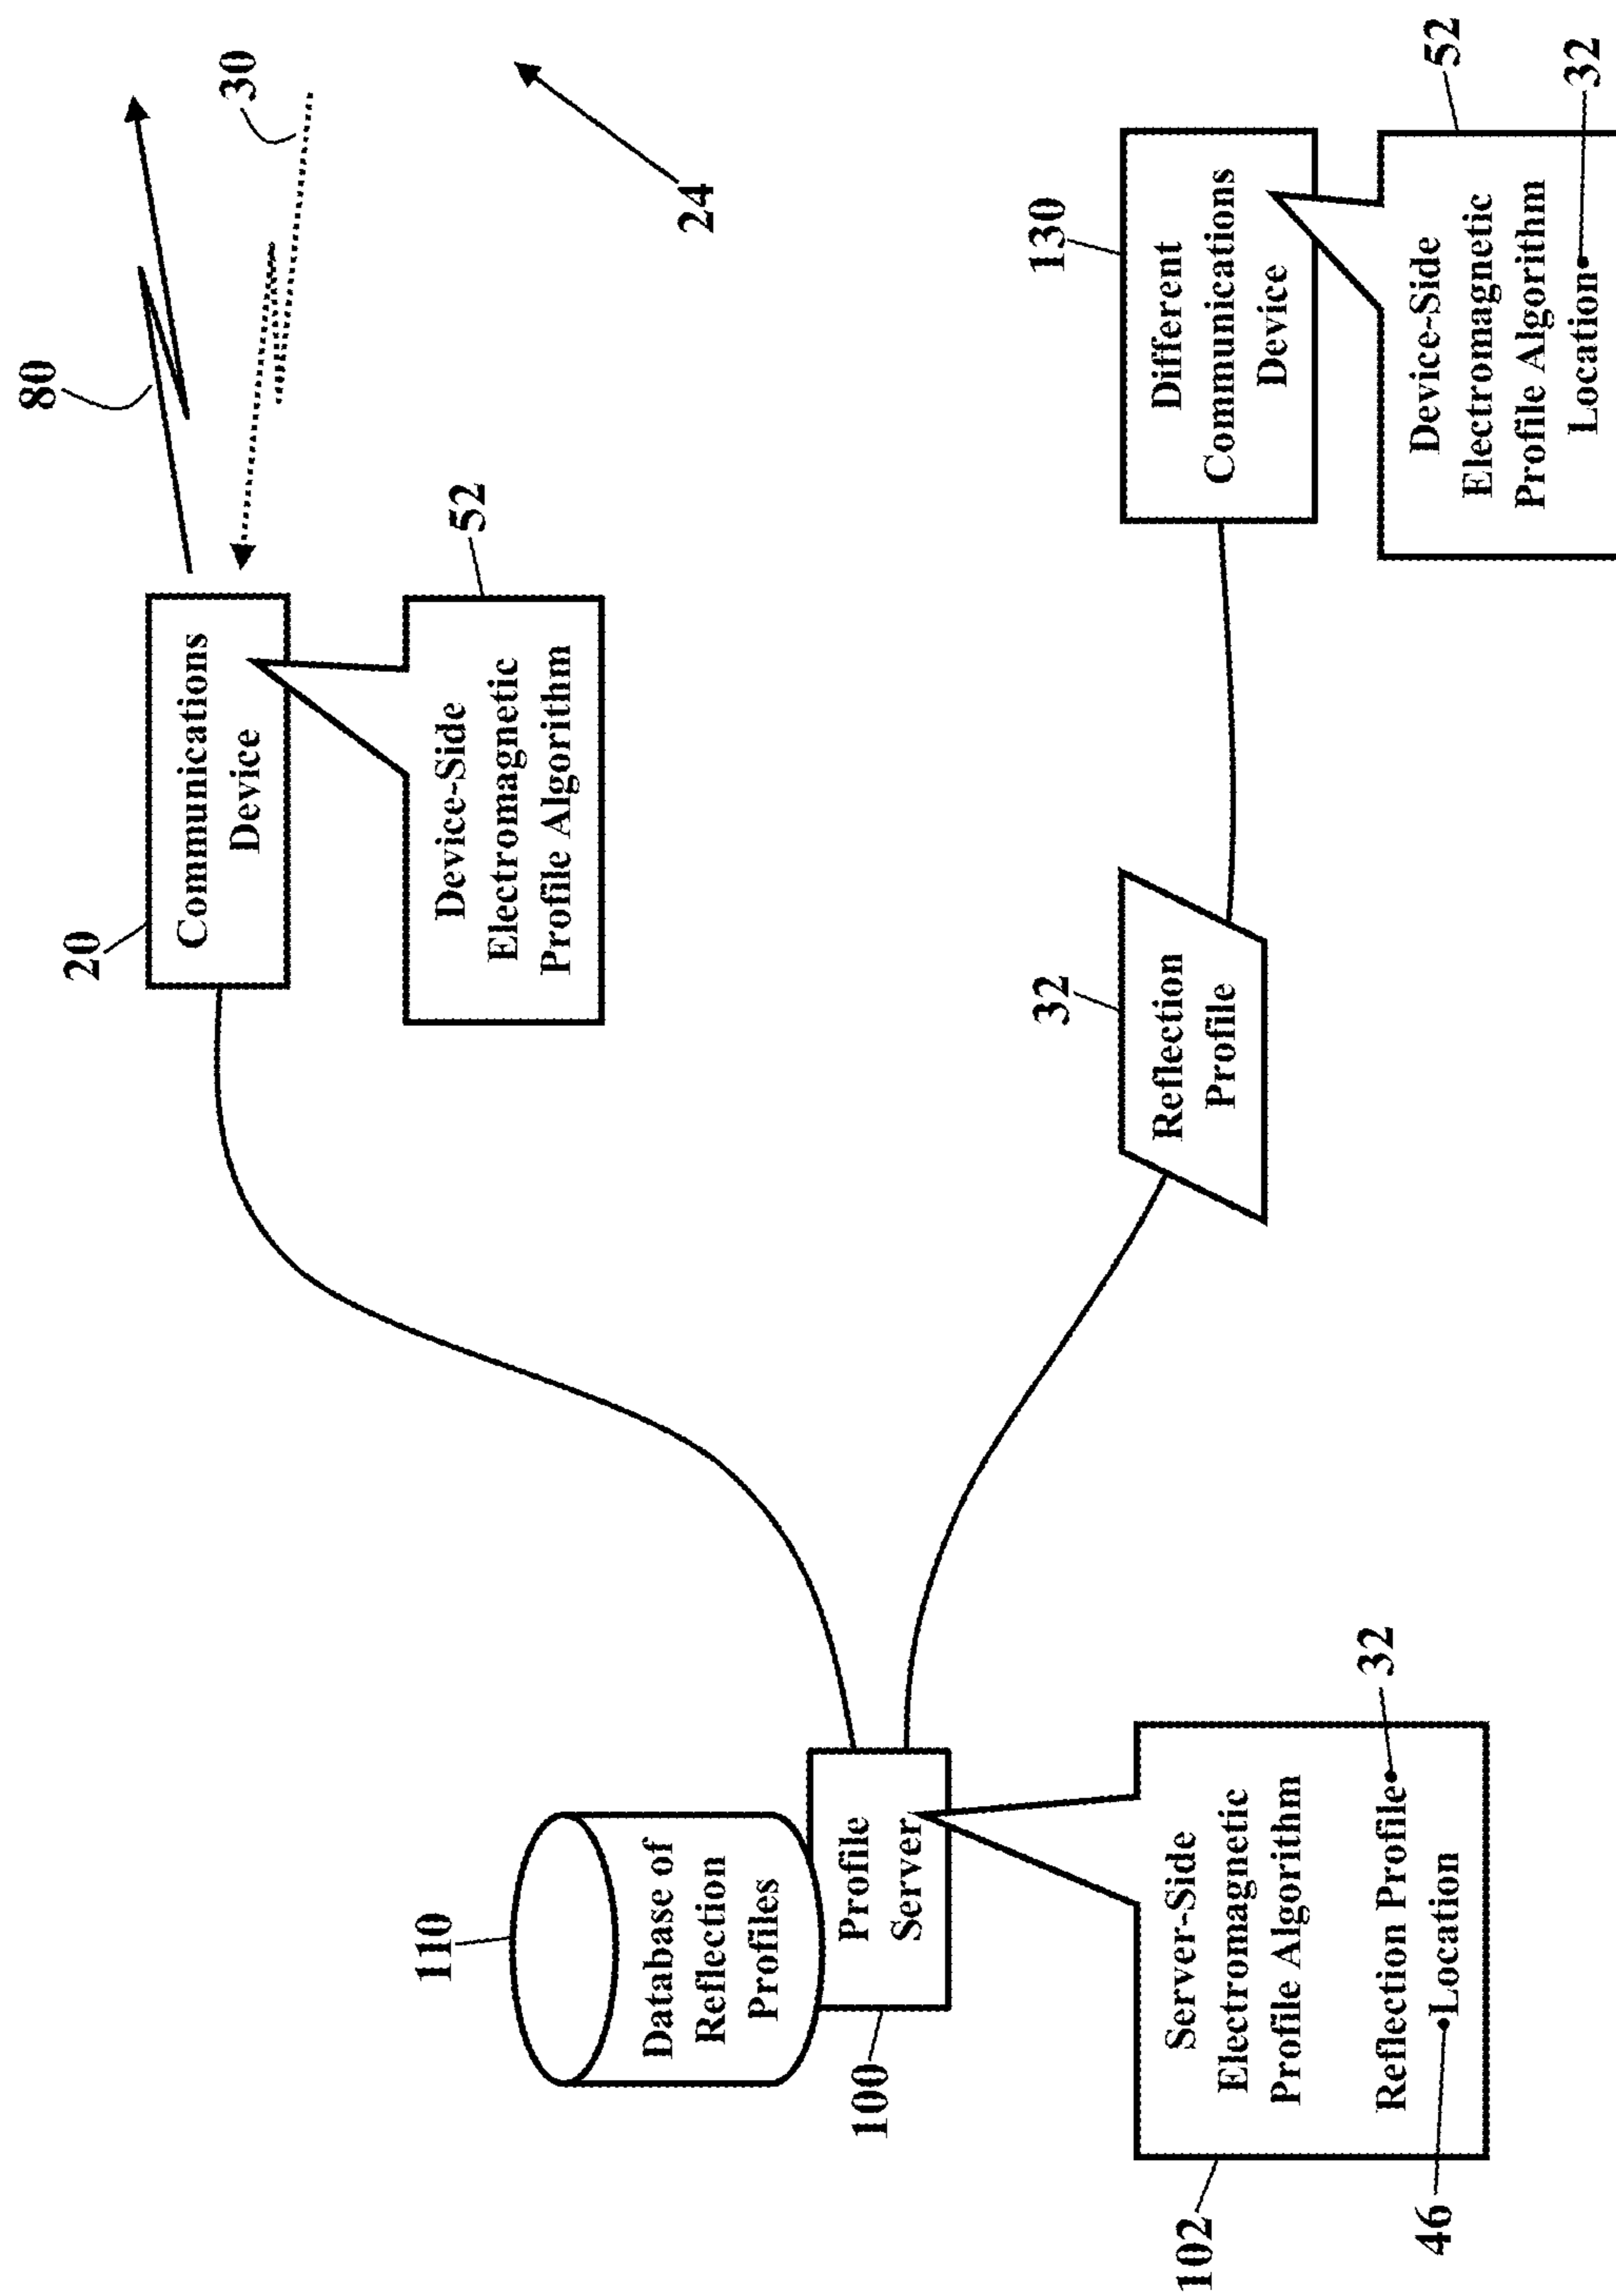 80
30
20
Communications
Device
52
Device-Side
Electromagnetic
Profile Algorithm
24
110
Database of
Reflection
Profiles
Profile
Server
100
32
Reflection
Profile
130
Different
Communications
Device
52
Device-Side
Electromagnetic
Profile Algorithm
Location
32
102
Server-Side
Electromagnetic
Profile Algorithm
Reflection Profile
32
Location
46